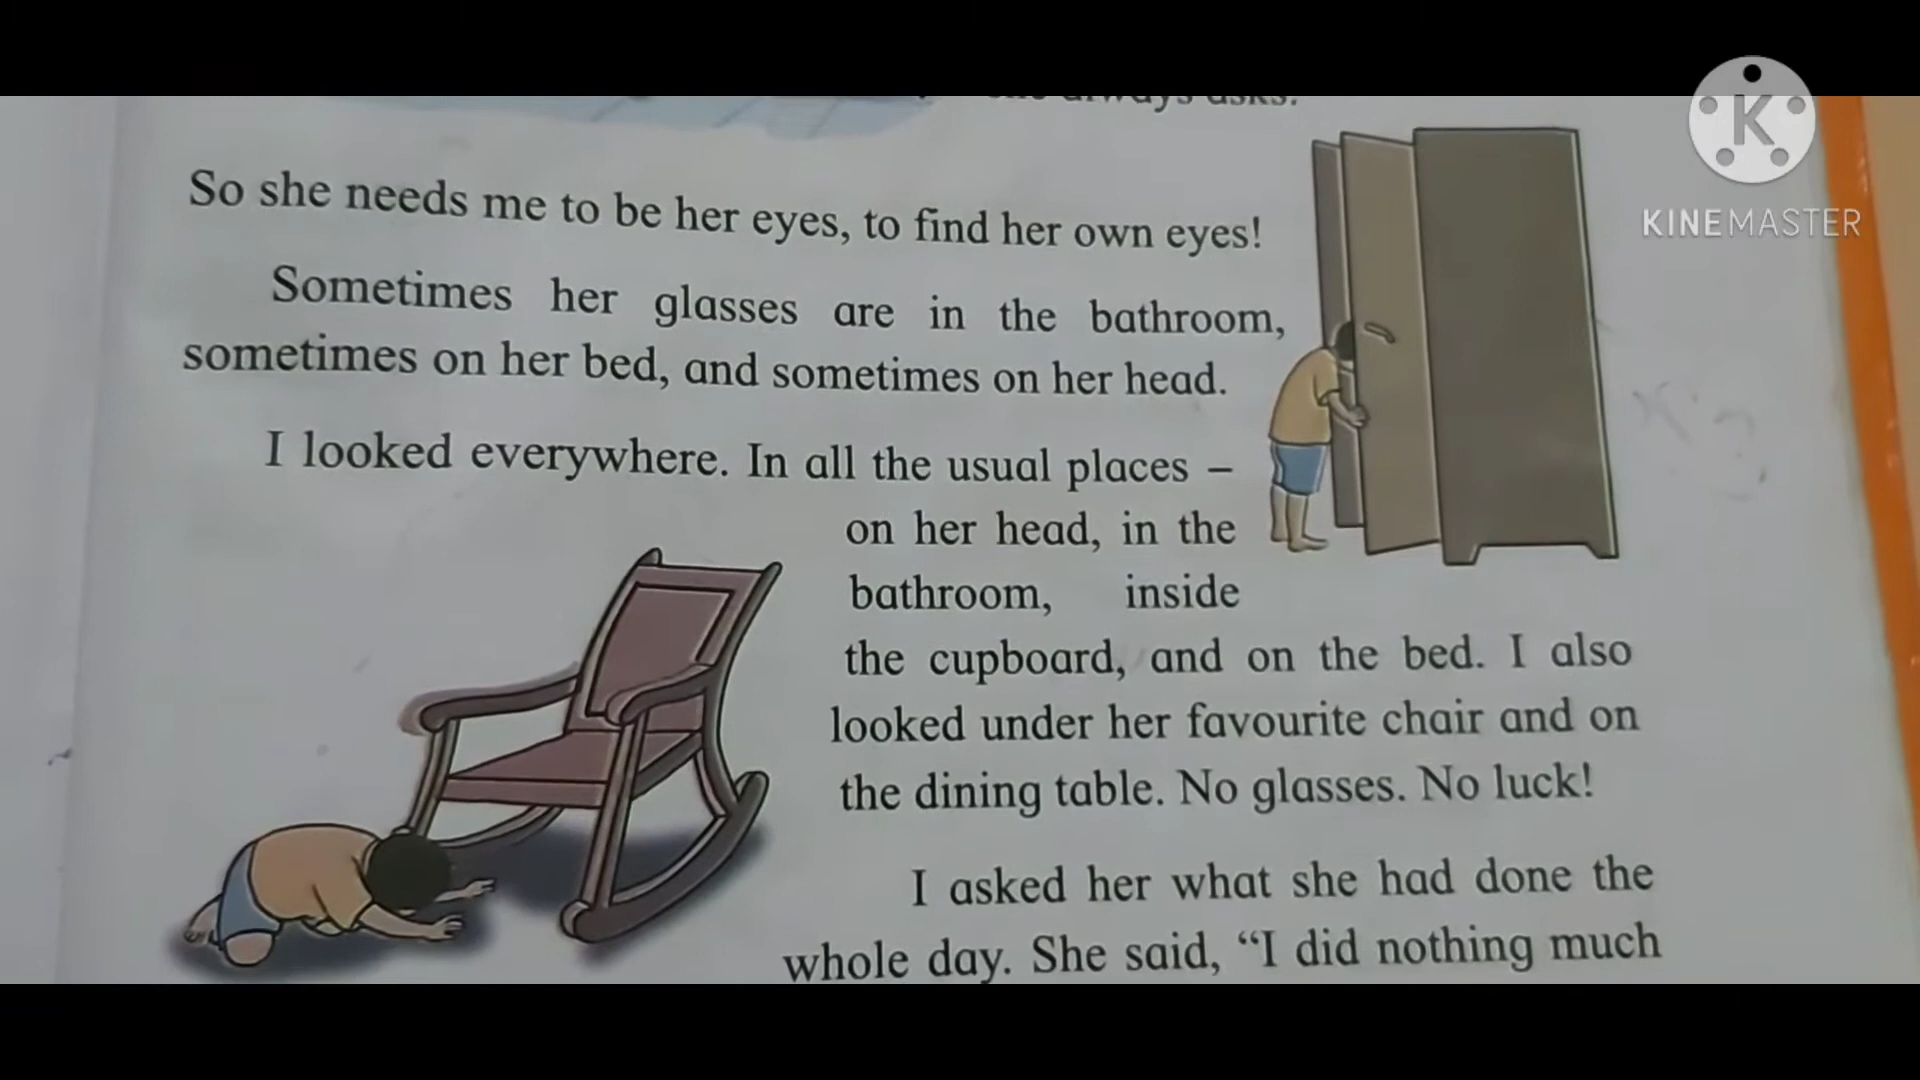 always asks.
So she needs me to be her eyes, to find her own eyes!
Sometimes her glasses are in the bathroom,
sometimes on her bed, and sometimes on her head.
I looked everywhere. In all the usual places –
on her head, in the
bathroom, inside
the cupboard, and on the bed. I also
looked under her favourite chair and on
the dining table. No glasses. No luck!
I asked her what she had done the
whole day. She said, “I did nothing much
K
KINEMASTER